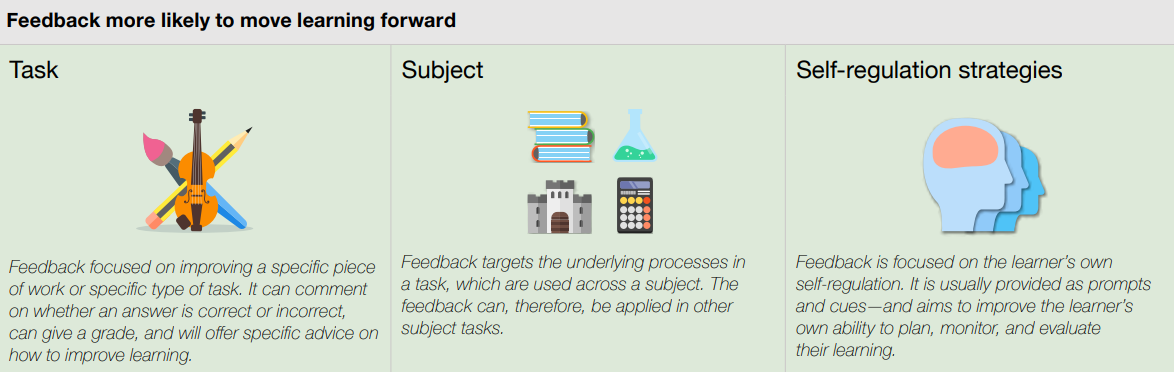 Feedback more likely to move learning forward
Task
Feedback focused on improving a specific piece
of work or specific type of task. It can comment
on whether an answer is correct or incorrect,
can give a grade, and will offer specific advice on
how to improve learning.
Subject
Feedback targets the underlying processes in
a task, which are used across a subject. The
feedback can, therefore, be applied in other
subject tasks.
Self-regulation strategies
Feedback is focused on the learner’s own
self-regulation. It is usually provided as prompts
and cues—and aims to improve the learner’s
own ability to plan, monitor, and evaluate
their learning.